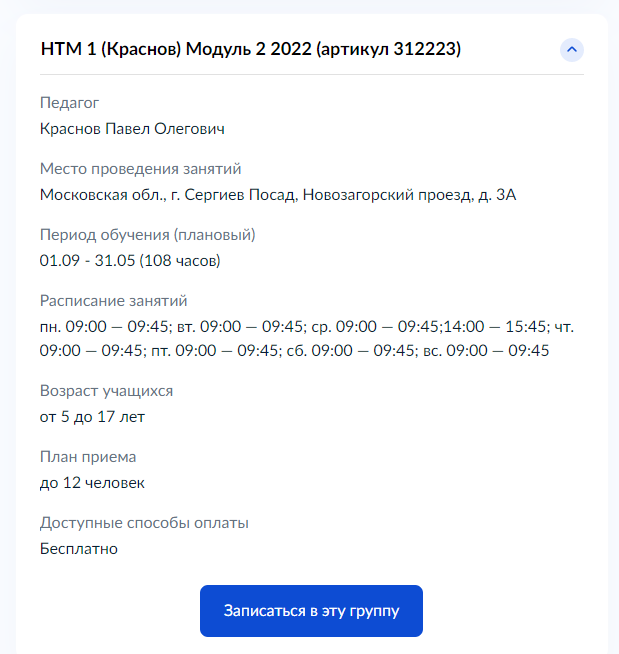 НТМ 1 (Краснов) Модуль 2 2022 (артикул 312223)
Педагог
Краснов Павел Олегович
Место проведения занятий
Московская обл., г. Сергиев Посад, Новозагорский проезд, д. 3А
Период обучения (плановый)
01.09 - 31.05 (108 часов)
Расписание занятий
пн. 09:00 — 09:45; вт. 09:00 — 09:45; ср. 09:00 — 09:45;14:00 — 15:45; чт.
09:00 — 09:45; пт. 09:00 — 09:45; сб. 09:00 — 09:45; вс. 09:00 — 09:45
Возраст учащихся
от 5 до 17 лет
План приема
до 12 человек
Доступные способы оплаты
Бесплатно
Записаться в эту группу